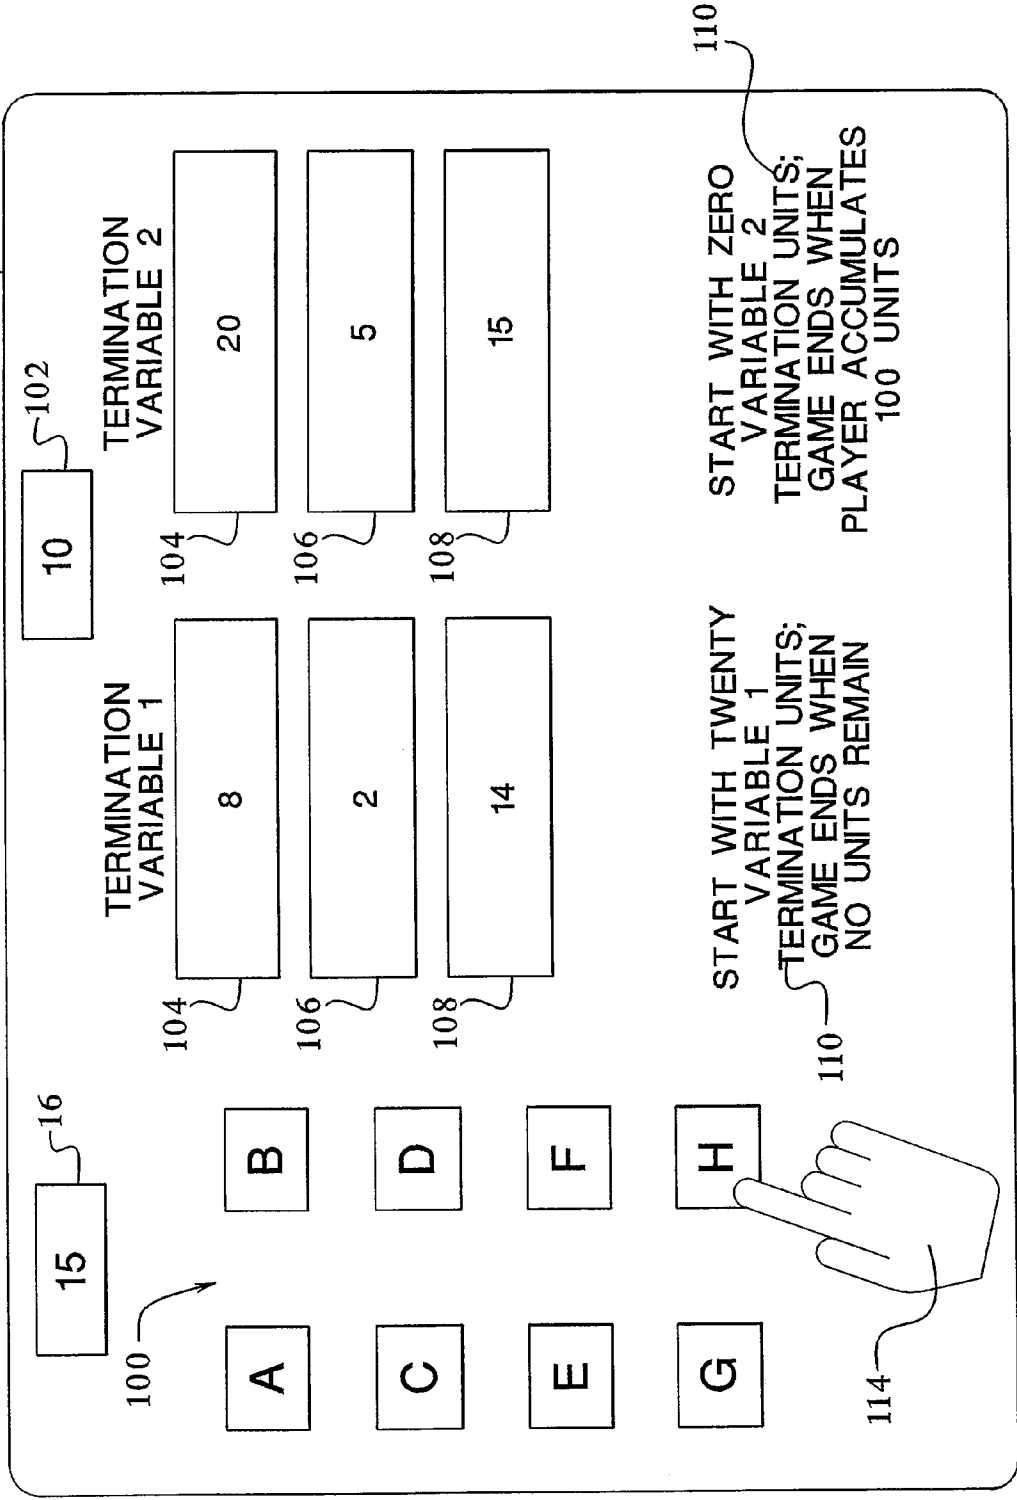 15
16
10
102
100
A
B
C
D
E
F
G
H
114
TERMINATION
VARIABLE 1
104
8
106
2
108
14
START WITH TWENTY
VARIABLE 1
TERMINATION UNITS;
GAME ENDS WHEN
NO UNITS REMAIN
110
TERMINATION
VARIABLE 2
104
20
106
5
108
15
START WITH ZERO
VARIABLE 2
TERMINATION UNITS;
GAME ENDS WHEN
PLAYER ACCUMULATES
100 UNITS
110